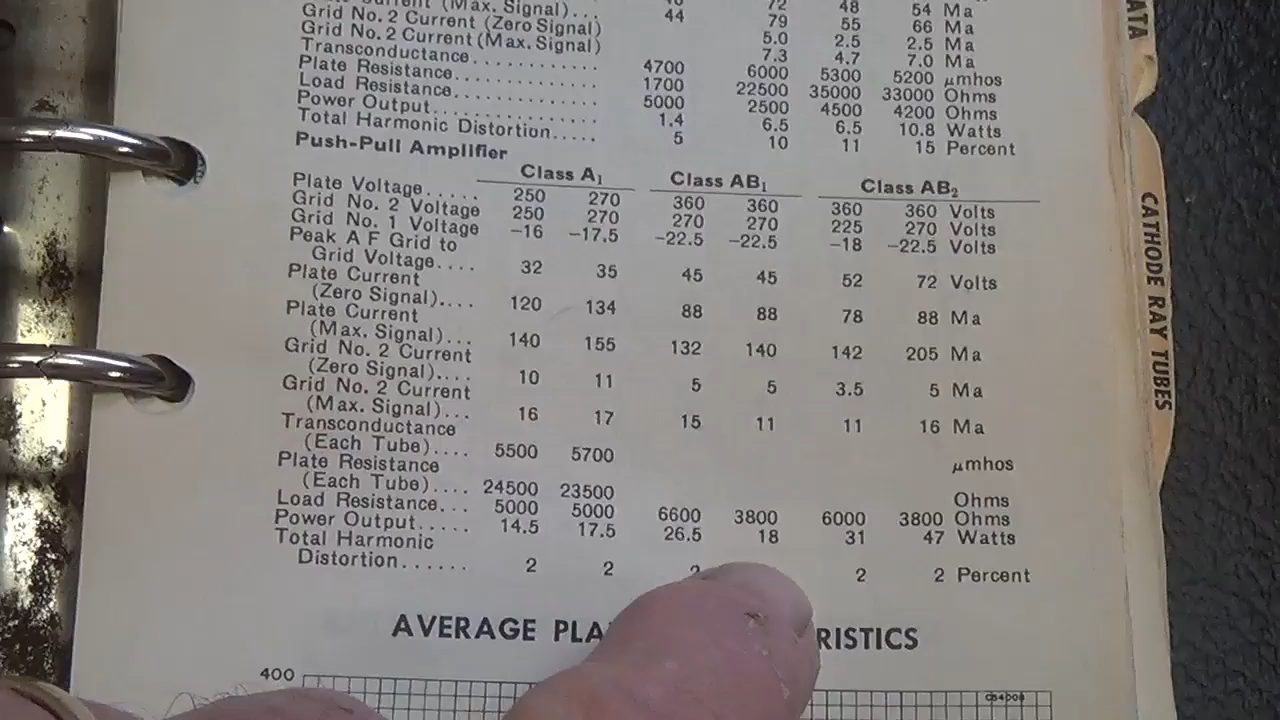 (Max. Signal)... 72 48 54 Ma
Grid No. 2 Current (Zero Signal) 44 79 55 66 Ma
Grid No. 2 Current (Max. Signal) 5.0 2.5 2.5 Ma
Transconductance............ 7.3 4.7 7.0 Ma
Plate Resistance............. 4700 6000 5300 5200 µmhos
Load Resistance............. 1700 22500 35000 33000 Ohms
Power Output............... 5000 2500 4500 4200 Ohms
Total Harmonic Distortion..... 1.4 6.5 6.5 10.8 Watts
5 10 11 15 Percent
Push-Pull Amplifier
Class A1 Class AB1 Class AB2
Plate Voltage.... 250 270 360 360 360 360 Volts
Grid No. 2 Voltage 250 270 270 270 225 270 Volts
Grid No. 1 Voltage -16 -17.5 -22.5 -22.5 -18 -22.5 Volts
Peak A F Grid to
Grid Voltage.... 32 35 45 45 52 72 Volts
Plate Current
(Zero Signal).... 120 134 88 88 78 88 Ma
Plate Current
(Max. Signal)... 140 155 132 140 142 205 Ma
Grid No. 2 Current
(Zero Signal).... 10 11 5 5 3.5 5 Ma
Grid No. 2 Current
(Max. Signal)... 16 17 15 11 11 16 Ma
Transconductance
(Each Tube).... 5500 5700 µmhos
Plate Resistance
(Each Tube).... 24500 23500 Ohms
Load Resistance... 5000 5000 6600 3800 6000 3800 Ohms
Power Output..... 14.5 17.5 26.5 18 31 47 Watts
Total Harmonic
Distortion...... 2 2 2 2 2 Percent
AVERAGE PLA RISTICS
400
CATHODE RAY TUBES
ATA